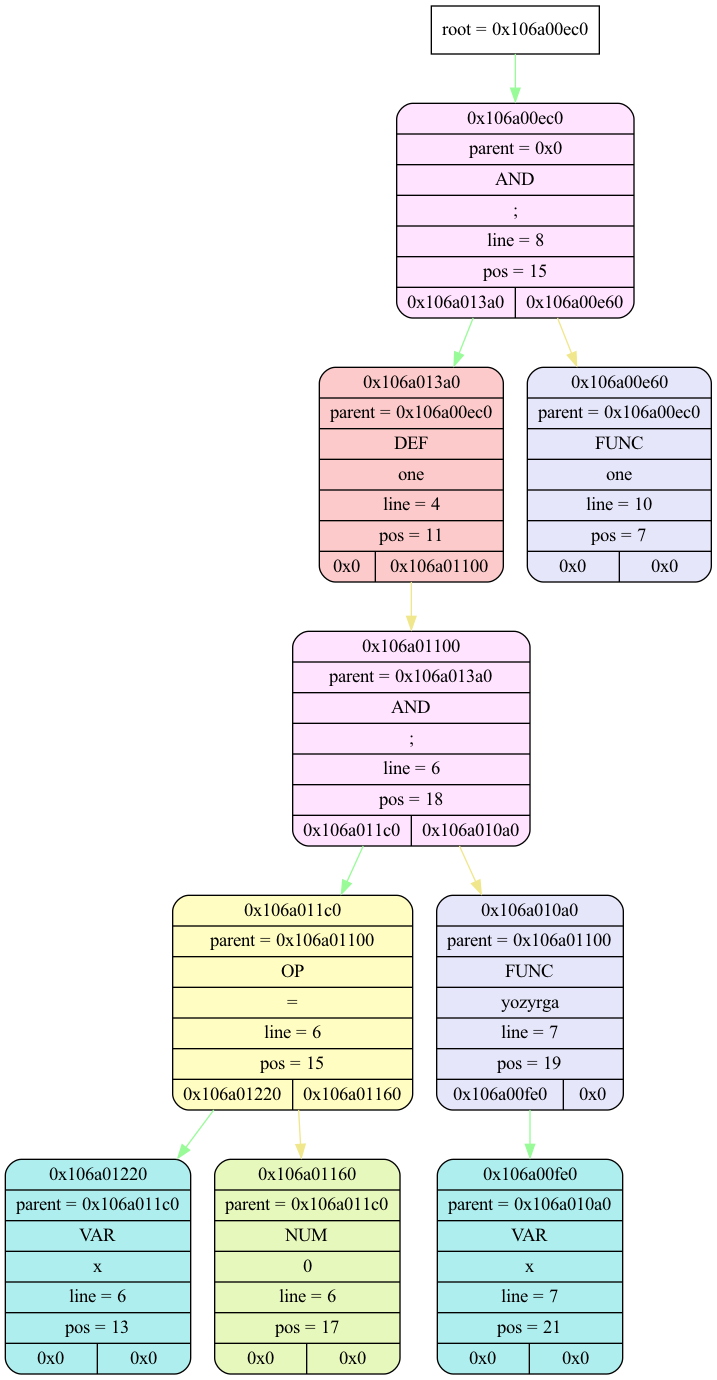 root = 0x106a00ec0
0x106a00ec0
parent = 0x0
AND
;
line = 8
pos = 15
0x106a013a0 0x106a00e60
0x106a013a0
parent = 0x106a00ec0
DEF
one
line = 4
pos = 11
0x0 0x106a01100
0x106a00e60
parent = 0x106a00ec0
FUNC
one
line = 10
pos = 7
0x0 0x0
0x106a01100
parent = 0x106a013a0
AND
;
line = 6
pos = 18
0x106a011c0 0x106a010a0
0x106a011c0
parent = 0x106a01100
OP
=
line = 6
pos = 15
0x106a01220 0x106a01160
0x106a010a0
parent = 0x106a01100
FUNC
yozyrga
line = 7
pos = 19
0x106a00fe0 0x0
0x106a01220
parent = 0x106a011c0
VAR
x
line = 6
pos = 13
0x0 0x0
0x106a01160
parent = 0x106a011c0
NUM
0
line = 6
pos = 17
0x0 0x0
0x106a00fe0
parent = 0x106a010a0
VAR
x
line = 7
pos = 21
0x0 0x0